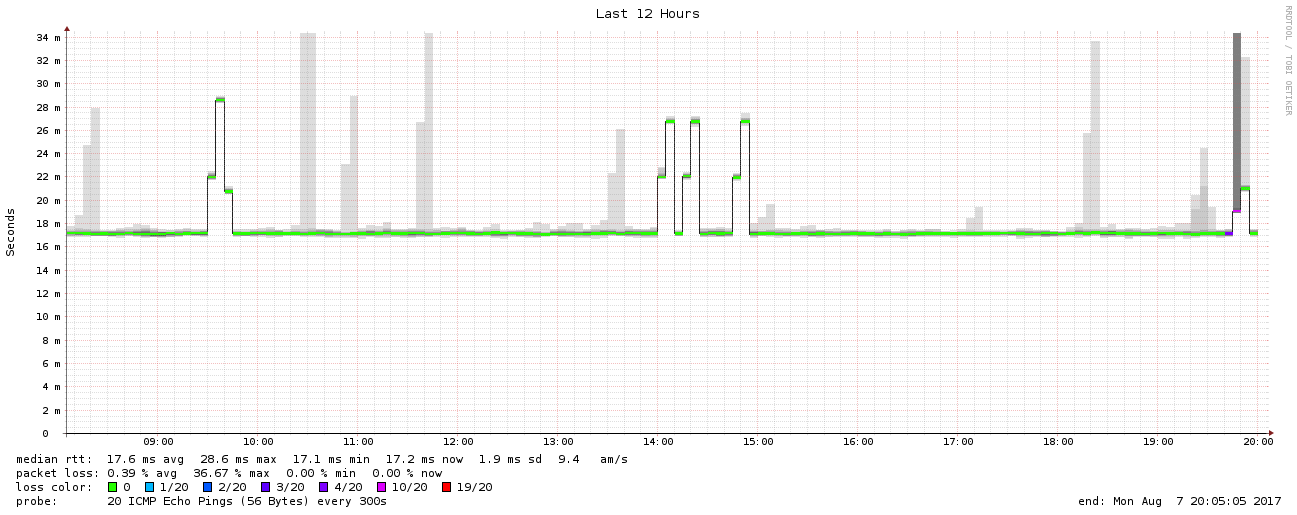 Last 12 Hours
RRDTOOL / TOBI OETIKER
Seconds
34 m
32 m
30 m
28 m
26 m
24 m
22 m
20 m
18 m
16 m
14 m
12 m
10 m
8 m
6 m
4 m
2 m
0
09:00 10:00 11:00 12:00 13:00 14:00 15:00 16:00 17:00 18:00 19:00 20:00
median rtt: 17.6 ms avg 28.6 ms max 17.1 ms min 17.2 ms now 1.9 ms sd 9.4 am/s
packet loss: 0.39 % avg 36.67 % max 0.00 % min 0.00 % now
loss color: 0 1/20 2/20 3/20 4/20 10/20 19/20
probe: 20 ICMP Echo Pings (56 Bytes) every 300s end: Mon Aug 7 20:05:05 2017